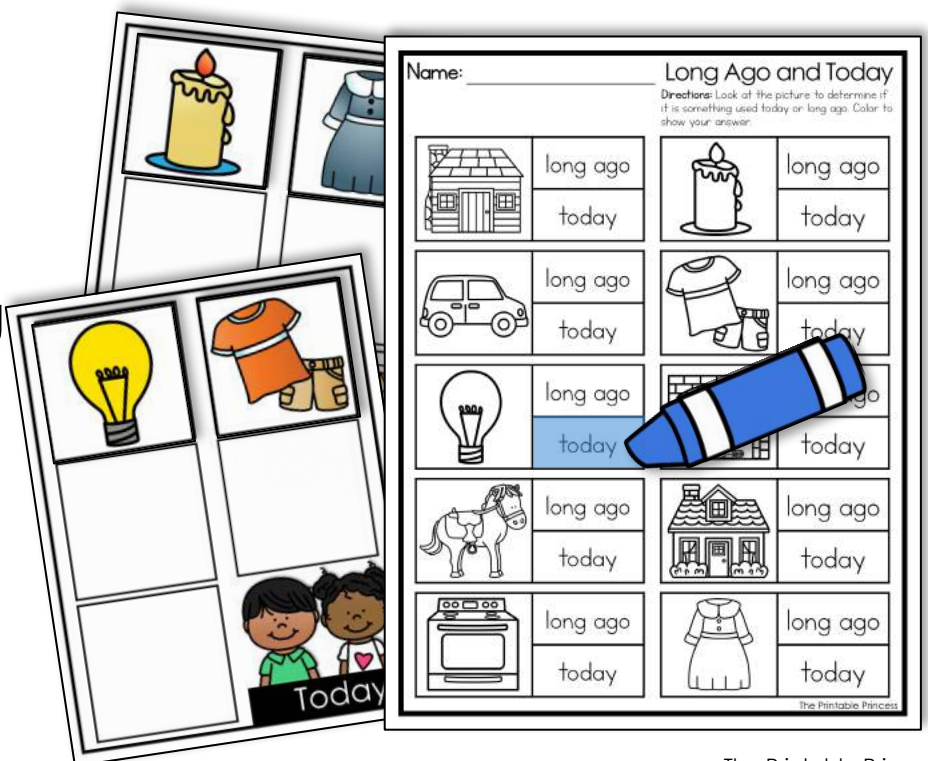 Name:
Long Ago and Today
Directions: Look at the picture to determine if
it is something used today or long ago. Color to
show your answer.
long ago
long ago
today
today
long ago
long ago
today
today
long ago
go
today
today
long ago
long ago
today
today
long ago
long ago
today
today
The Printable Princess
Today